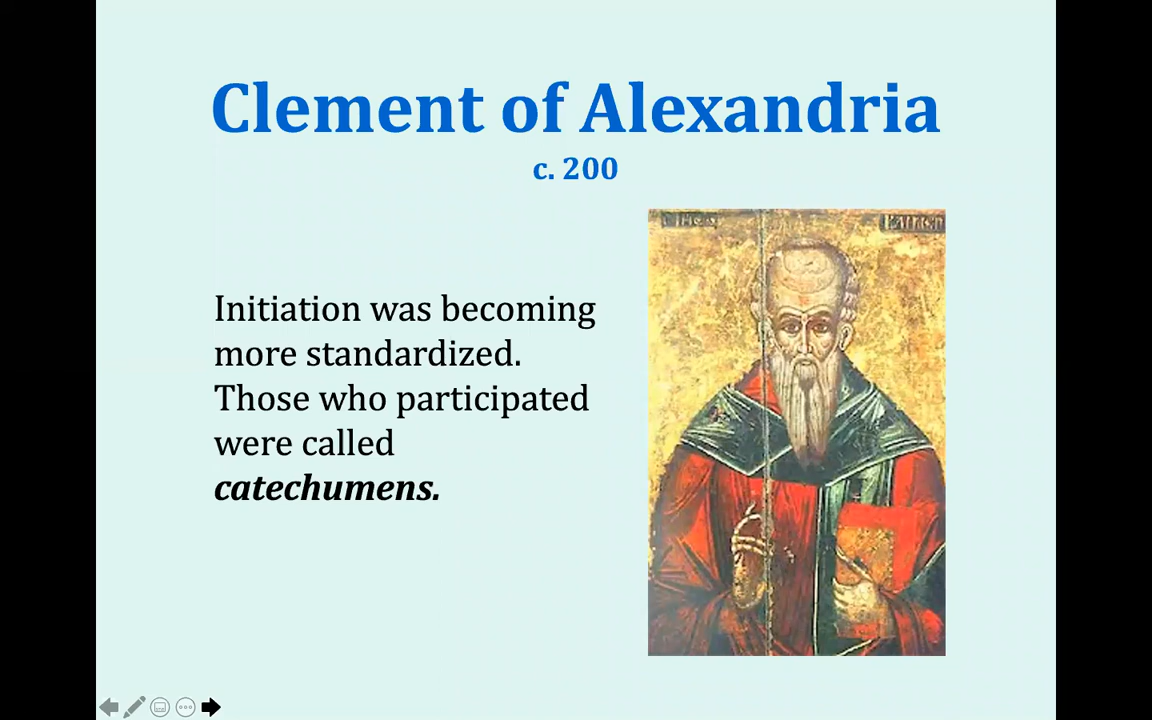 Clement of Alexandria
c. 200
Initiation was becoming
more standardized.
Those who participated
were called
catechumens.